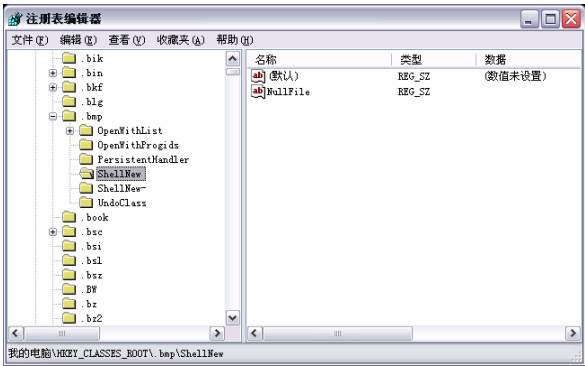 注册表编辑器
文件(F) 编辑(E) 查看(V) 收藏夹(A) 帮助(H)
.bik
.bin
.bkf
.blg
.bmp
OpenWithList
OpenWithProgids
PersistentHandler
ShellNew
ShellNew-
UndoClass
.book
.bsc
.bsi
.bsl
.bsz
.BW
.bz
.bz2
名称 类型 数据
ab (默认) REG_SZ (数值未设置)
ab NullFile REG_SZ
我的电脑\HKEY_CLASSES_ROOT\.bmp\ShellNew